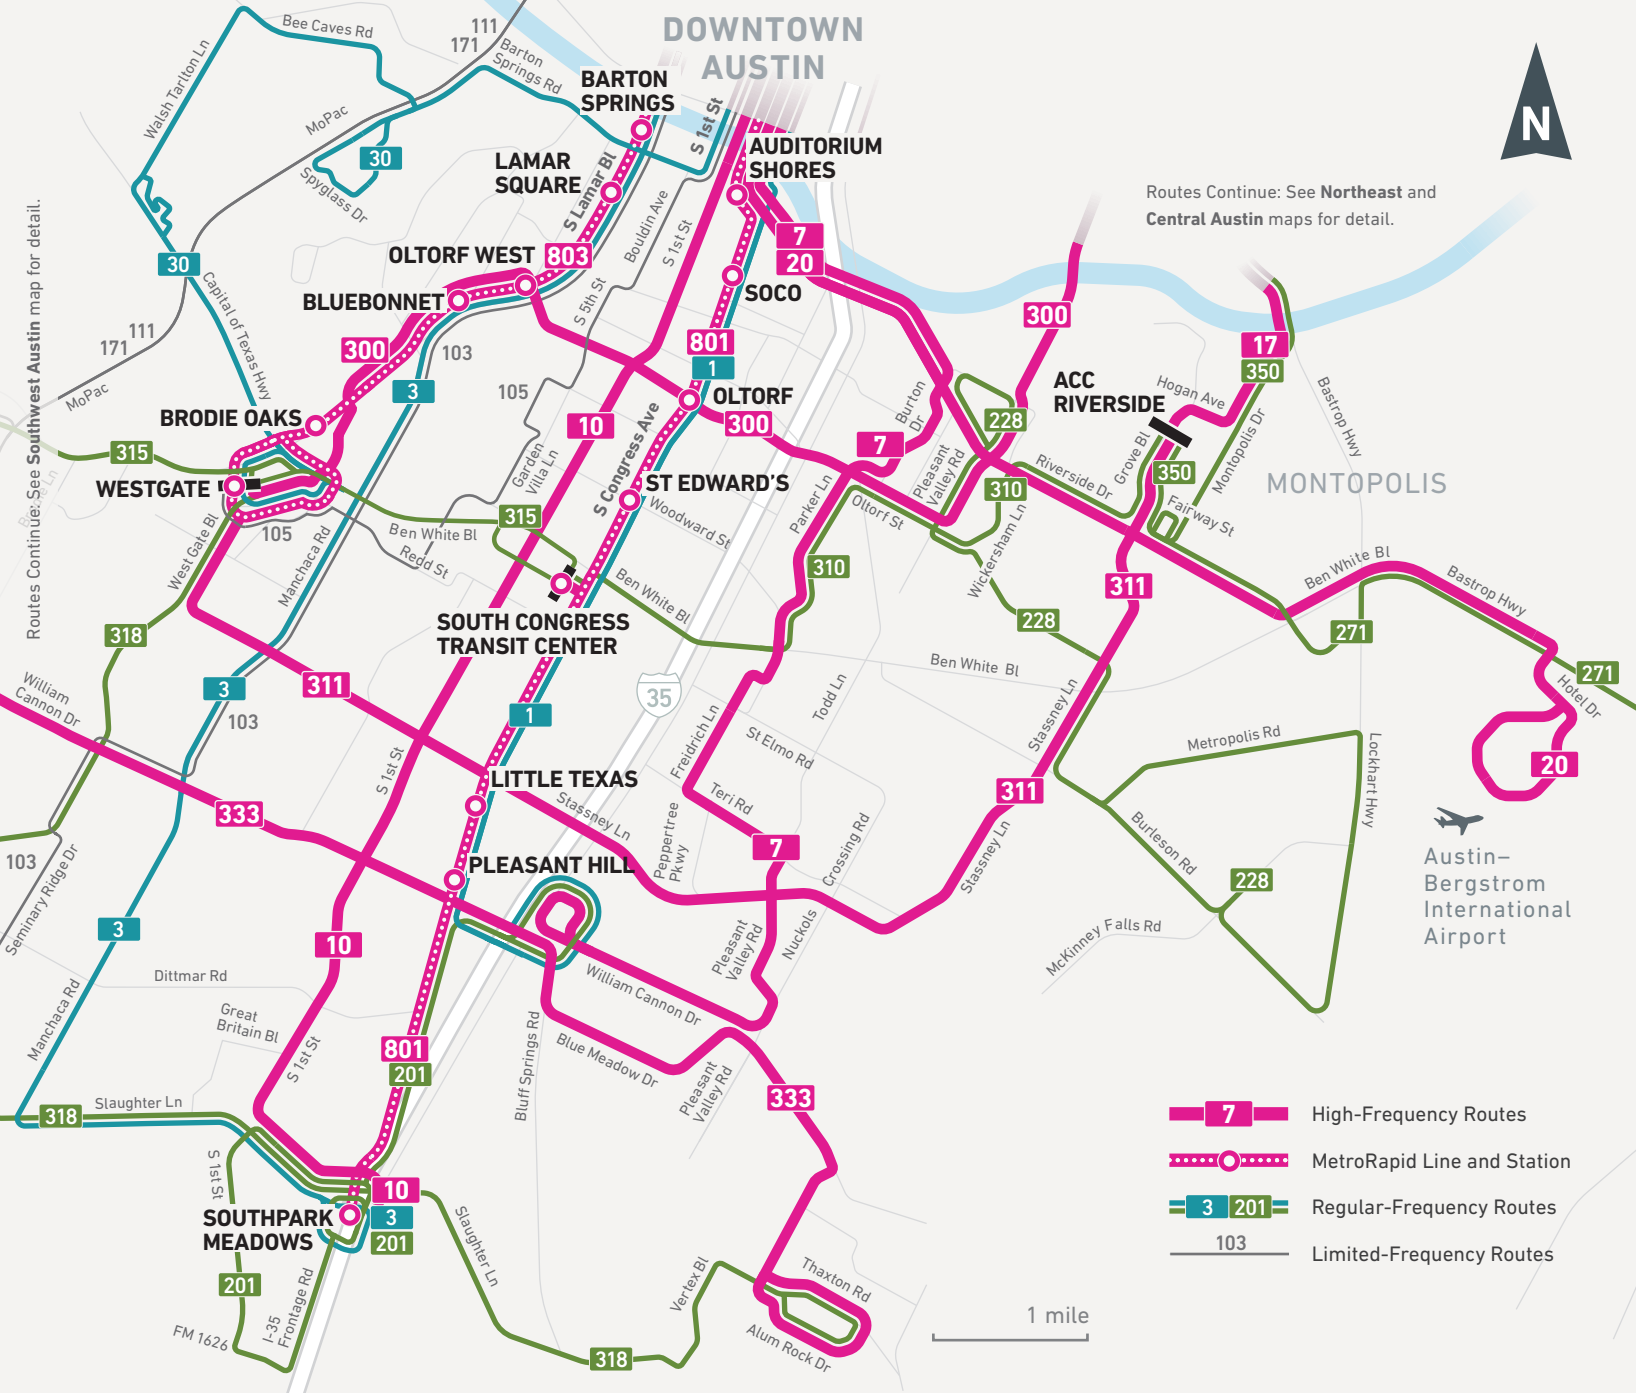 DOWNTOWN
AUSTIN
111
171
Bee Caves Rd
Barton
Springs Rd
Walsh Tarlton Ln
BARTON
SPRINGS
S 1st St
MoPac
30
Spyglass Dr
LAMAR
SQUARE
S Lamar Bl
AUDITORIUM
SHORES
N
Routes Continue: See Northeast and
Central Austin maps for detail.
Routes Continue: See Southwest Austin map for detail.
Bouldin Ave
S 1st St
7
20
30
OLTORF WEST
803
BLUEBONNET
SOCO
Capital of Texas Hwy
S 5th St
111
171
MoPac
300
103
801
1
300
17
350
3
105
OLTORF
BRODIE OAKS
10
300
S Congress Ave
Burton
Dr
7
228
ACC
RIVERSIDE
Hogan Ave
Bastrop Hwy
Montopolis Dr
Grove Bl
350
MONTOPOLIS
315
WESTGATE
Garden
Villa Ln
ST EDWARD'S
Woodward St
Parker Ln
Oltorf St
Pleasant
Valley Rd
310
Riverside Dr
Fairway St
315
105
Ben White Bl
Redd St
West Gate Bl
Manchaca Rd
Wickersham Ln
310
Ben White Bl
311
Ben White Bl
Bastrop Hwy
SOUTH CONGRESS
TRANSIT CENTER
228
271
318
311
35
Ben White Bl
271
Hotel Dr
William
Cannon Dr
3
103
1
Todd Ln
Freidrich Ln
St Elmo Rd
Stassney Ln
Metropolis Rd
Lockhart Hwy
20
S 1st St
LITTLE TEXAS
Stassney Ln
Teri Rd
311
333
Peppertree
Pkwy
7
Crossing Rd
Nuckols
Stassney Ln
Burleson Rd
Austin–
Bergstrom
International
Airport
103
Seminary Ridge Dr
PLEASANT HILL
228
3
10
Pleasant
Valley Rd
McKinney Falls Rd
Dittmar Rd
William Cannon Dr
Great
Britain Bl
Manchaca Rd
S 1st St
801
201
Bluff Springs Rd
Blue Meadow Dr
Pleasant
Valley Rd
333
318
Slaughter Ln
S 1st St
10
3
201
SOUTHPARK
MEADOWS
201
FM 1626
I-35
Frontage Rd
Slaughter Ln
318
Vertex Bl
Thaxton Rd
Alum Rock Dr
1 mile
7
High-Frequency Routes
MetroRapid Line and Station
3
201
Regular-Frequency Routes
103
Limited-Frequency Routes